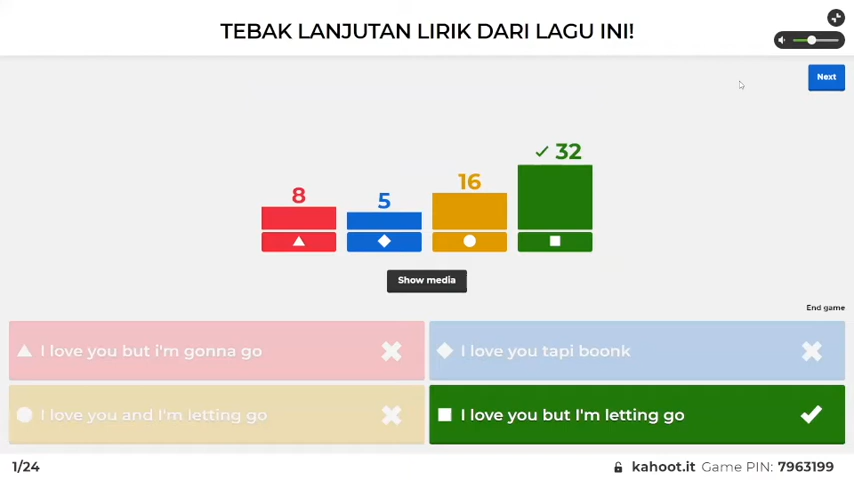 TEBAK LANJUTAN LIRIK DARI LAGU INI!
Next
8
5
16
32
Show media
End game
I love you but i'm gonna go
I love you tapi boonk
I love you and I'm letting go
I love you but I'm letting go
1/24
kahoot.it Game PIN: 7963199